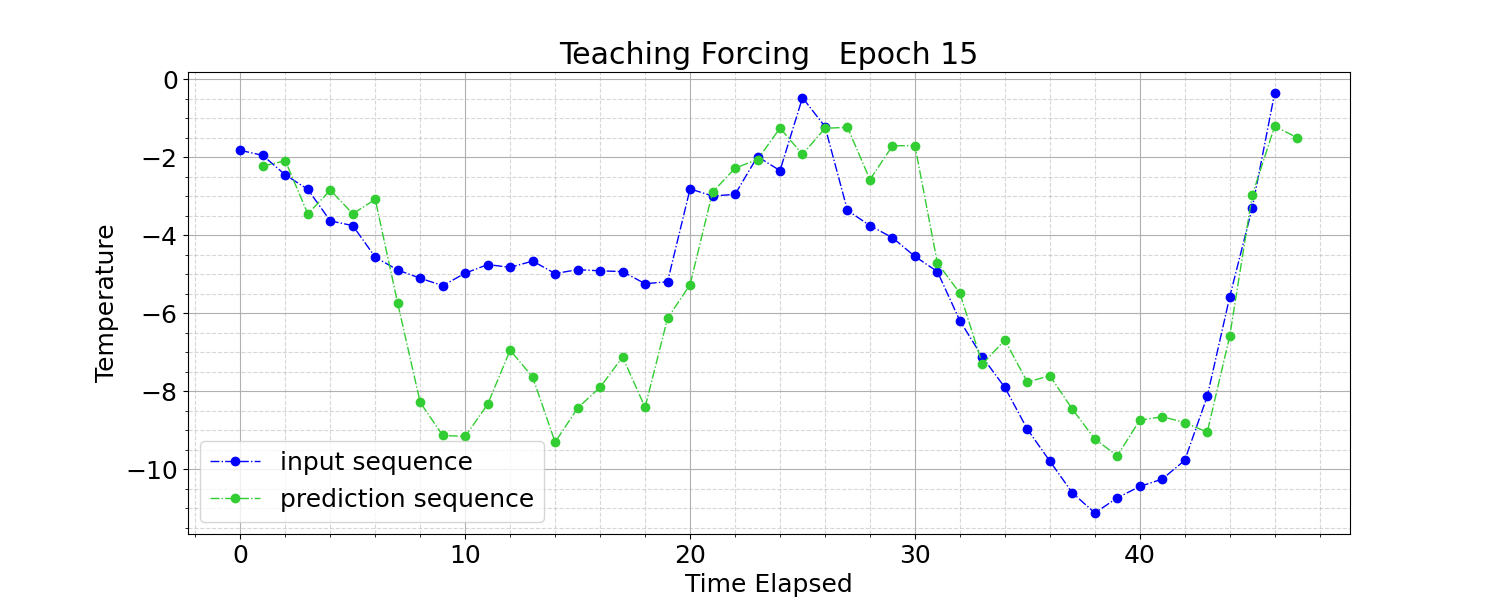 Teaching Forcing   Epoch 15
0
−2
−4
−6
−8
−10
Temperature
input sequence
prediction sequence
0 10 20 30 40
Time Elapsed